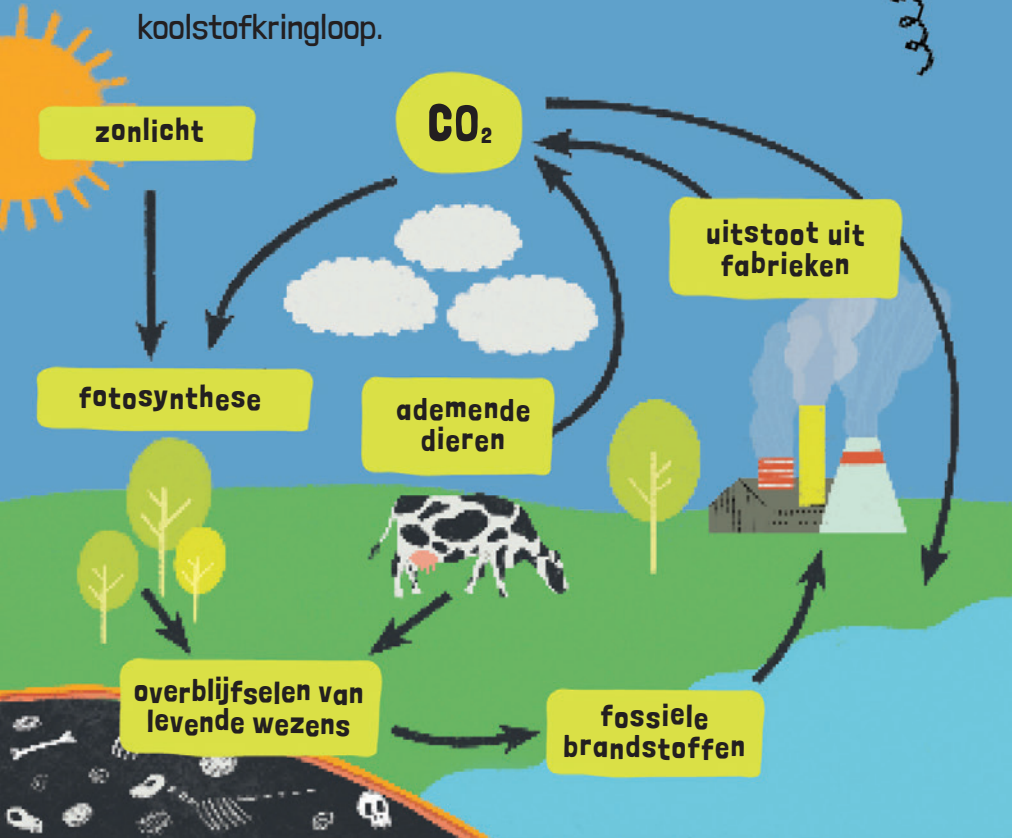 koolstofkringloop.
zonlicht
CO₂
uitstoot uit
fabrieken
fotosynthese
ademende
dieren
overblijfselen van
levende wezens
fossiele
brandstoffen